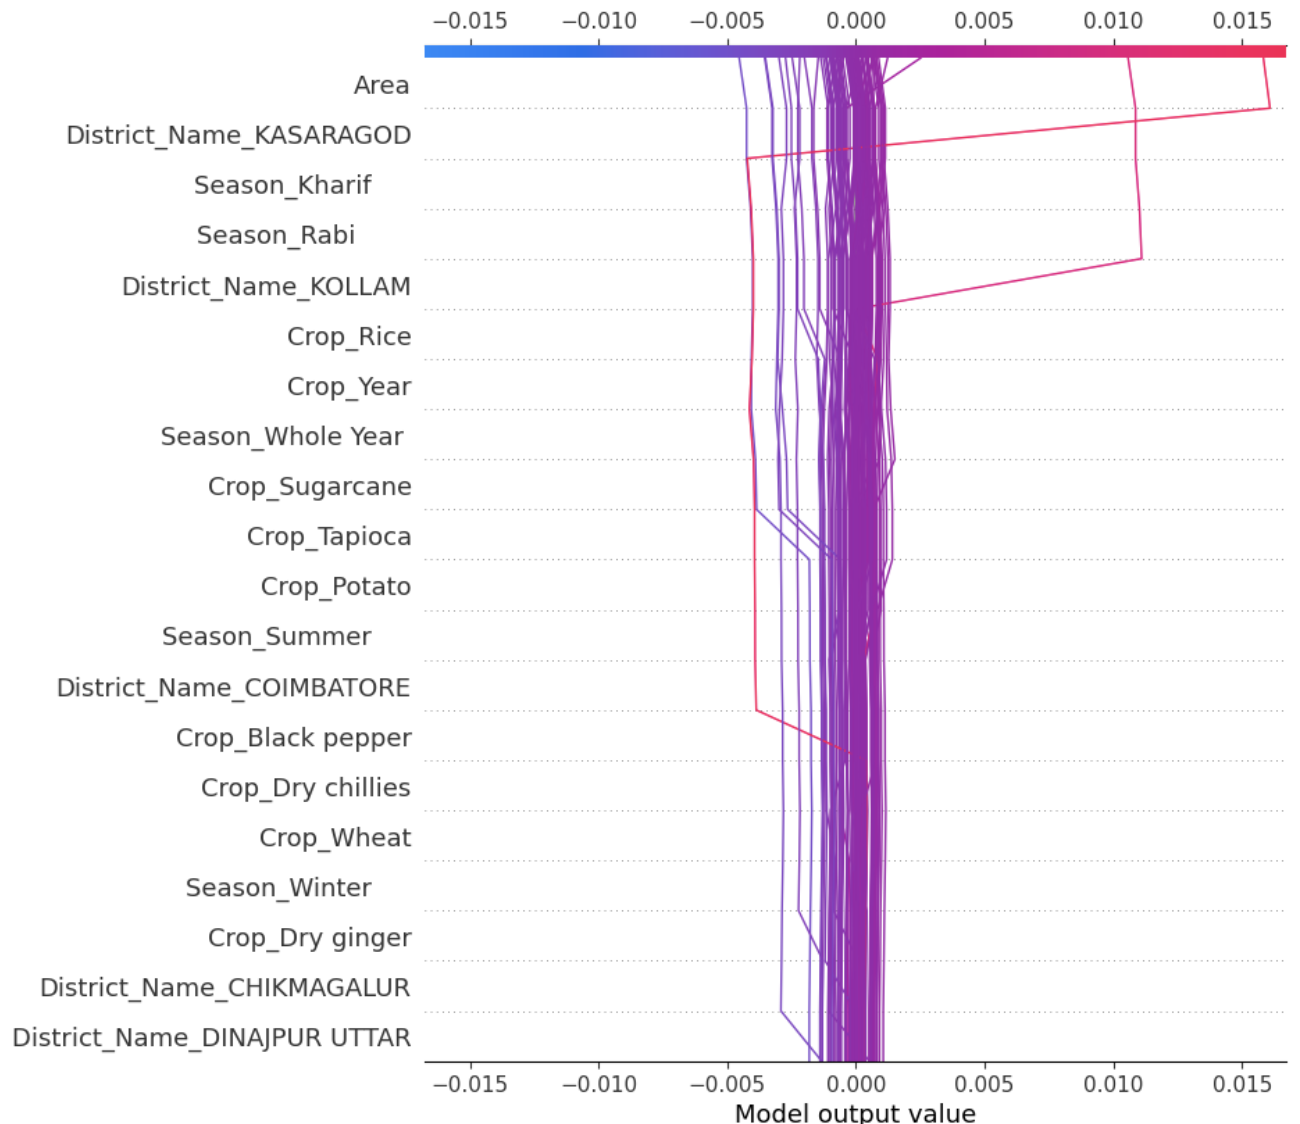 −0.015 −0.010 −0.005 0.000 0.005 0.010 0.015
Area
District_Name_KASARAGOD
Season_Kharif
Season_Rabi
District_Name_KOLLAM
Crop_Rice
Crop_Year
Season_Whole Year
Crop_Sugarcane
Crop_Tapioca
Crop_Potato
Season_Summer
District_Name_COIMBATORE
Crop_Black pepper
Crop_Dry chillies
Crop_Wheat
Season_Winter
Crop_Dry ginger
District_Name_CHIKMAGALUR
District_Name_DINAJPUR UTTAR
−0.015 −0.010 −0.005 0.000 0.005 0.010 0.015
Model output value